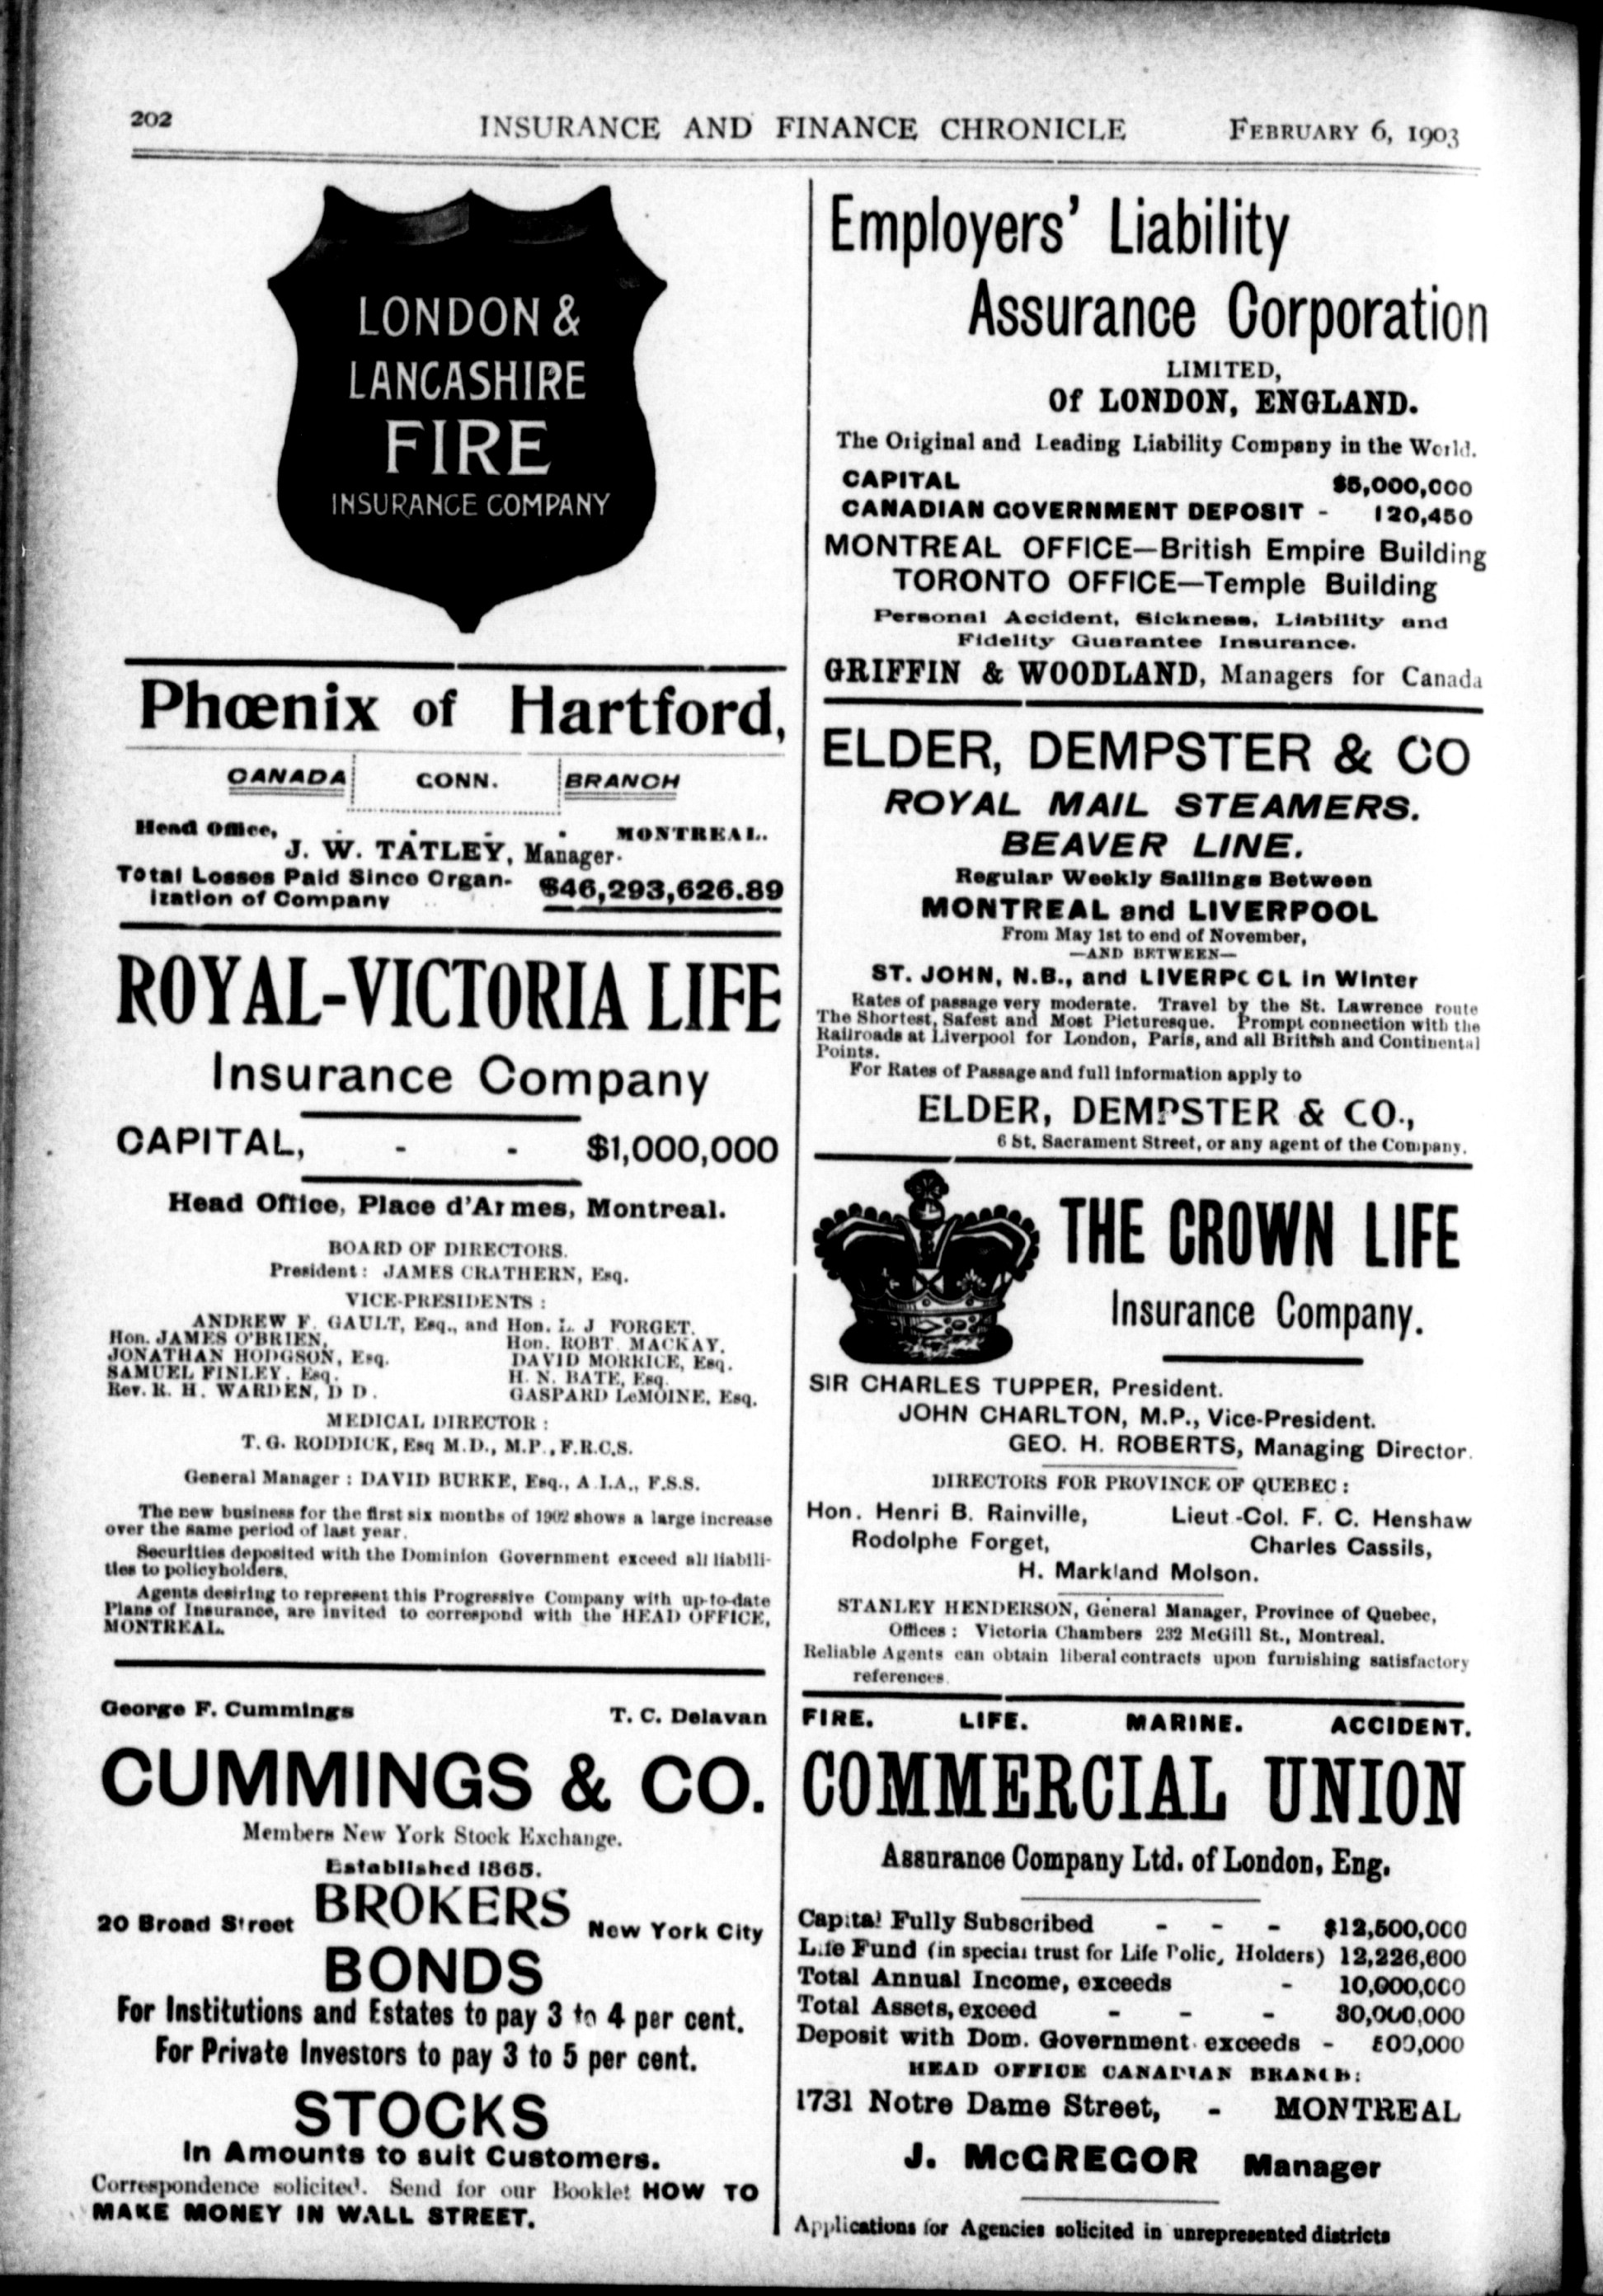 202 INSURANCE AND FINANCE CHRONICLE FEBRUARY 6, 1903
LONDON &
LANCASHIRE
FIRE
INSURANCE COMPANY
Phœnix of Hartford,
CANADA CONN. BRANCH
Head Office, - - - - MONTREAL.
J. W. TATLEY, Manager.
Total Losses Paid Since Organ-
ization of Company $46,293,626.89
ROYAL-VICTORIA LIFE
Insurance Company
CAPITAL, - - $1,000,000
Head Office, Place d'Armes, Montreal.
BOARD OF DIRECTORS.
President: JAMES CRATHERN, Esq.
VICE-PRESIDENTS:
ANDREW F. GAULT, Esq., and Hon. L. J FORGET.
Hon. JAMES O'BRIEN, Hon. ROBT. MACKAY.
JONATHAN HODGSON, Esq. DAVID MORRICE, Esq.
SAMUEL FINLEY, Esq. H. N. BATE, Esq.
Rev. R. H. WARDEN, D D. GASPARD LeMOINE, Esq.
MEDICAL DIRECTOR:
T. G. RODDICK, Esq M.D., M.P., F.R.C.S.
General Manager: DAVID BURKE, Esq., A.I.A., F.S.S.
The new business for the first six months of 1902 shows a large increase
over the same period of last year.
Securities deposited with the Dominion Government exceed all liabili-
ties to policyholders.
Agents desiring to represent this Progressive Company with up-to-date
Plans of Insurance, are invited to correspond with the HEAD OFFICE,
MONTREAL.
George F. Cummings T. C. Delavan
CUMMINGS & CO.
Members New York Stock Exchange.
Established 1865.
20 Broad Street BROKERS New York City
BONDS
For Institutions and Estates to pay 3 to 4 per cent.
For Private Investors to pay 3 to 5 per cent.
STOCKS
In Amounts to suit Customers.
Correspondence solicited. Send for our Booklet HOW TO
MAKE MONEY IN WALL STREET.
Employers' Liability
Assurance Corporation
LIMITED,
Of LONDON, ENGLAND.
The Original and Leading Liability Company in the World.
CAPITAL $5,000,000
CANADIAN GOVERNMENT DEPOSIT - 120,450
MONTREAL OFFICE—British Empire Building
TORONTO OFFICE—Temple Building
Personal Accident, Sickness, Liability and
Fidelity Guarantee Insurance.
GRIFFIN & WOODLAND, Managers for Canada
ELDER, DEMPSTER & CO
ROYAL MAIL STEAMERS.
BEAVER LINE.
Regular Weekly Sailings Between
MONTREAL and LIVERPOOL
From May 1st to end of November,
—AND BETWEEN—
ST. JOHN, N.B., and LIVERPOOL in Winter
Rates of passage very moderate. Travel by the St. Lawrence route
The Shortest, Safest and Most Picturesque. Prompt connection with the
Railroads at Liverpool for London, Paris, and all British and Continental
Points.
For Rates of Passage and full information apply to
ELDER, DEMPSTER & CO.,
6 St. Sacrament Street, or any agent of the Company.
THE CROWN LIFE
Insurance Company.
SIR CHARLES TUPPER, President.
JOHN CHARLTON, M.P., Vice-President.
GEO. H. ROBERTS, Managing Director.
DIRECTORS FOR PROVINCE OF QUEBEC:
Hon. Henri B. Rainville, Lieut.-Col. F. C. Henshaw
Rodolphe Forget, Charles Cassils,
H. Markland Molson.
STANLEY HENDERSON, General Manager, Province of Quebec,
Offices: Victoria Chambers 232 McGill St., Montreal.
Reliable Agents can obtain liberal contracts upon furnishing satisfactory
references.
FIRE. LIFE. MARINE. ACCIDENT.
COMMERCIAL UNION
Assurance Company Ltd. of London, Eng.
Capital Fully Subscribed - - - $12,500,000
Life Fund (in special trust for Life Policy Holders) 12,226,600
Total Annual Income, exceeds - 10,000,000
Total Assets, exceed - - - 30,000,000
Deposit with Dom. Government exceeds - 500,000
HEAD OFFICE CANADIAN BRANCH:
1731 Notre Dame Street, - MONTREAL
J. McGREGOR Manager
Applications for Agencies solicited in unrepresented districts